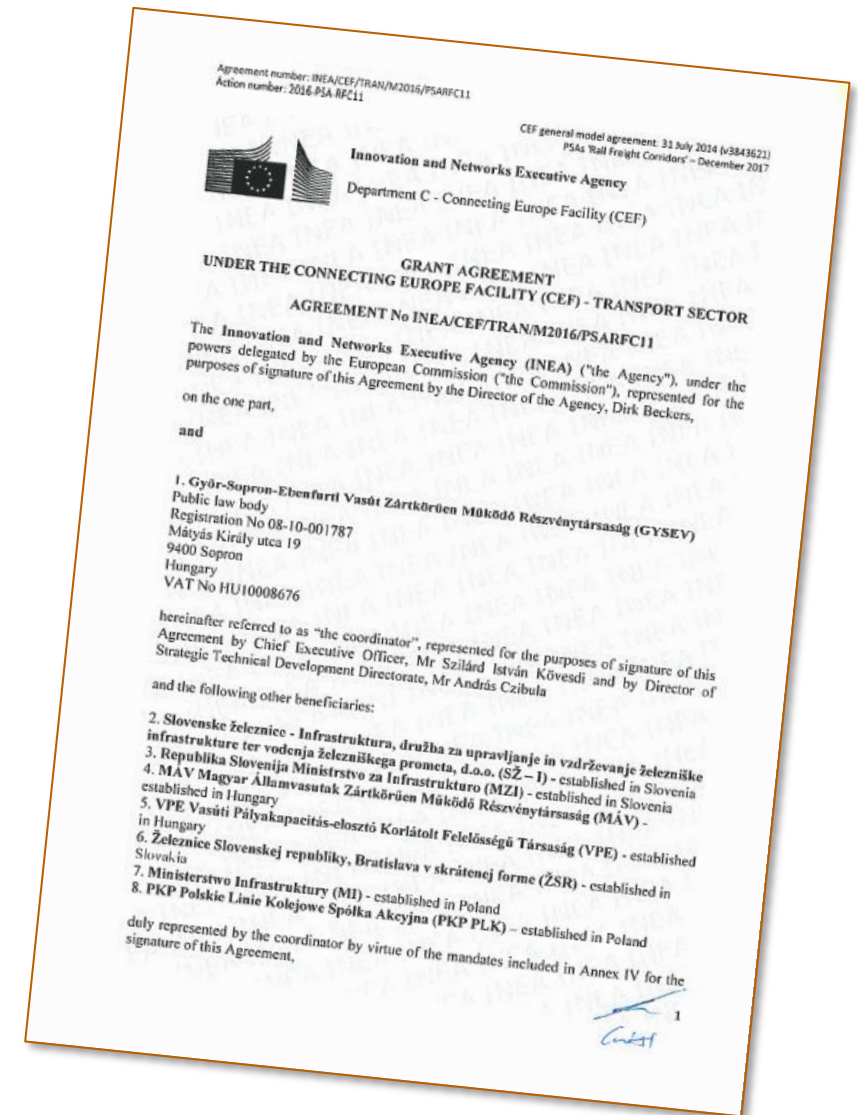 Agreement number: INEA/CEF/TRAN/M2016/PSARFC11
Action number: 2016-PSA-RFC11
CEF general model agreement: 31 July 2014 (v3843621)
PSAs 'Rail Freight Corridors' – December 2017
Innovation and Networks Executive Agency
Department C - Connecting Europe Facility (CEF)
GRANT AGREEMENT
UNDER THE CONNECTING EUROPE FACILITY (CEF) - TRANSPORT SECTOR
AGREEMENT No INEA/CEF/TRAN/M2016/PSARFC11
The Innovation and Networks Executive Agency (INEA) ("the Agency"), under the
powers delegated by the European Commission ("the Commission"), represented for the
purposes of signature of this Agreement by the Director of the Agency, Dirk Beckers,
on the one part,
and
1. Győr-Sopron-Ebenfurti Vasút Zártkörűen Működő Részvénytársaság (GYSEV)
Public law body
Registration No 08-10-001787
Mátyás Király utca 19
9400 Sopron
Hungary
VAT No HU10008676
hereinafter referred to as "the coordinator", represented for the purposes of signature of this
Agreement by Chief Executive Officer, Mr Szilárd István Kövesdi and by Director of
Strategic Technical Development Directorate, Mr András Czibula
and the following other beneficiaries:
2. Slovenske železnice - Infrastruktura, družba za upravljanje in vzdrževanje železniške
infrastrukture ter vodenja železniškega prometa, d.o.o. (SŽ – I) - established in Slovenia
3. Republika Slovenija Ministrstvo za Infrastrukturo (MZI) - established in Slovenia
4. MÁV Magyar Államvasutak Zártkörűen Működő Részvénytársaság (MÁV) -
established in Hungary
5. VPE Vasúti Pályakapacitás-elosztó Korlátolt Felelősségű Társaság (VPE) - established
in Hungary
6. Železnice Slovenskej republiky, Bratislava v skrátenej forme (ŽSR) - established in
Slovakia
7. Ministerstwo Infrastruktury (MI) - established in Poland
8. PKP Polskie Linie Kolejowe Spółka Akcyjna (PKP PLK) – established in Poland
duly represented by the coordinator by virtue of the mandates included in Annex IV for the
signature of this Agreement,
1